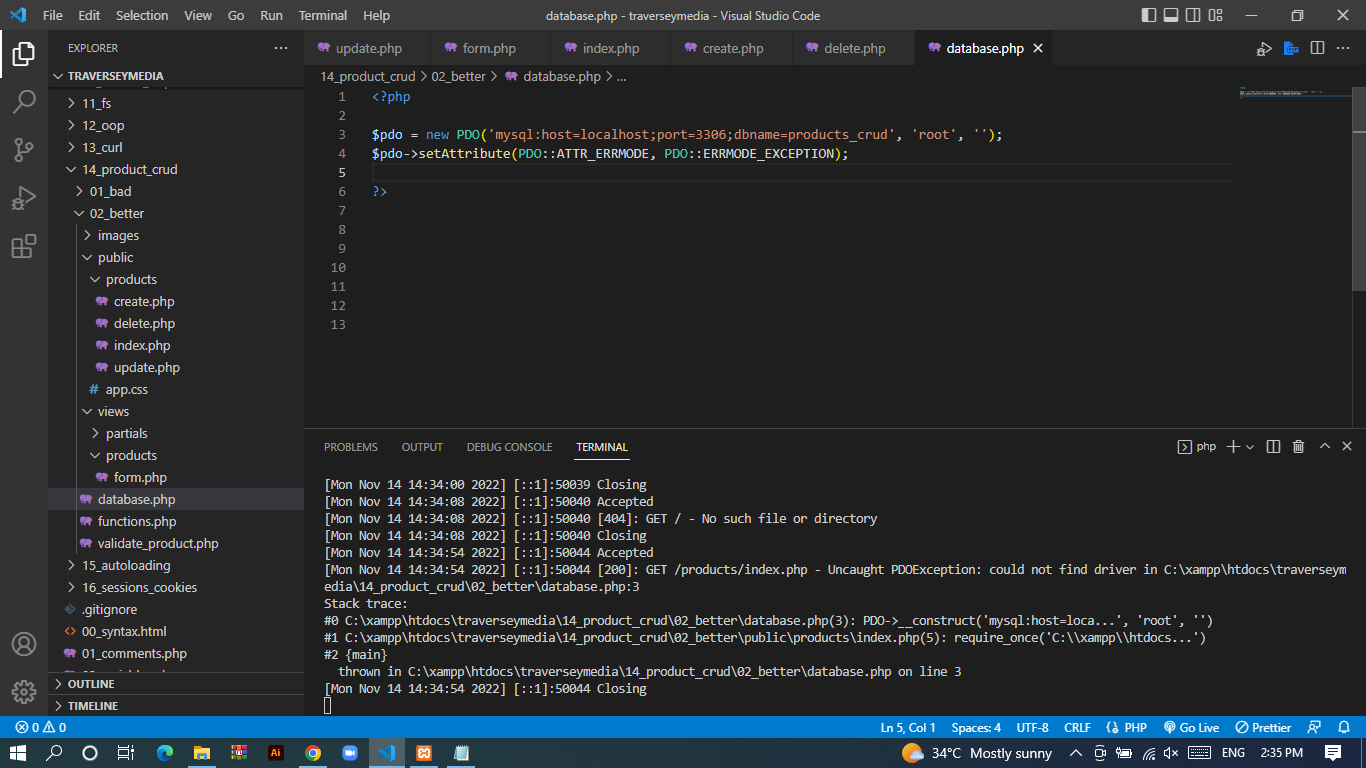 File Edit Selection View Go Run Terminal Help
database.php - traverseymedia - Visual Studio Code
EXPLORER
TRAVERSEYMEDIA
11_fs
12_oop
13_curl
14_product_crud
01_bad
02_better
images
public
products
create.php
delete.php
index.php
update.php
# app.css
views
partials
products
form.php
database.php
functions.php
validate_product.php
15_autoloading
16_sessions_cookies
.gitignore
00_syntax.html
01_comments.php
OUTLINE
TIMELINE
update.php form.php index.php create.php delete.php database.php
14_product_crud > 02_better > database.php > ...
1 <?php
2
3 $pdo = new PDO('mysql:host=localhost;port=3306;dbname=products_crud', 'root', '');
4 $pdo->setAttribute(PDO::ATTR_ERRMODE, PDO::ERRMODE_EXCEPTION);
5
6 ?>
7
8
9
10
11
12
13
PROBLEMS OUTPUT DEBUG CONSOLE TERMINAL
php
[Mon Nov 14 14:34:00 2022] [::1]:50039 Closing
[Mon Nov 14 14:34:08 2022] [::1]:50040 Accepted
[Mon Nov 14 14:34:08 2022] [::1]:50040 [404]: GET / - No such file or directory
[Mon Nov 14 14:34:08 2022] [::1]:50040 Closing
[Mon Nov 14 14:34:54 2022] [::1]:50044 Accepted
[Mon Nov 14 14:34:54 2022] [::1]:50044 [200]: GET /products/index.php - Uncaught PDOException: could not find driver in C:\xampp\htdocs\traverseym
edia\14_product_crud\02_better\database.php:3
Stack trace:
#0 C:\xampp\htdocs\traverseymedia\14_product_crud\02_better\database.php(3): PDO->__construct('mysql:host=loca...', 'root', '')
#1 C:\xampp\htdocs\traverseymedia\14_product_crud\02_better\public\products\index.php(5): require_once('C:\\xampp\\htdocs...')
#2 {main}
thrown in C:\xampp\htdocs\traverseymedia\14_product_crud\02_better\database.php on line 3
[Mon Nov 14 14:34:54 2022] [::1]:50044 Closing
0 0
Ln 5, Col 1 Spaces: 4 UTF-8 CRLF PHP Go Live Prettier
Ai
34°C Mostly sunny
ENG
2:35 PM